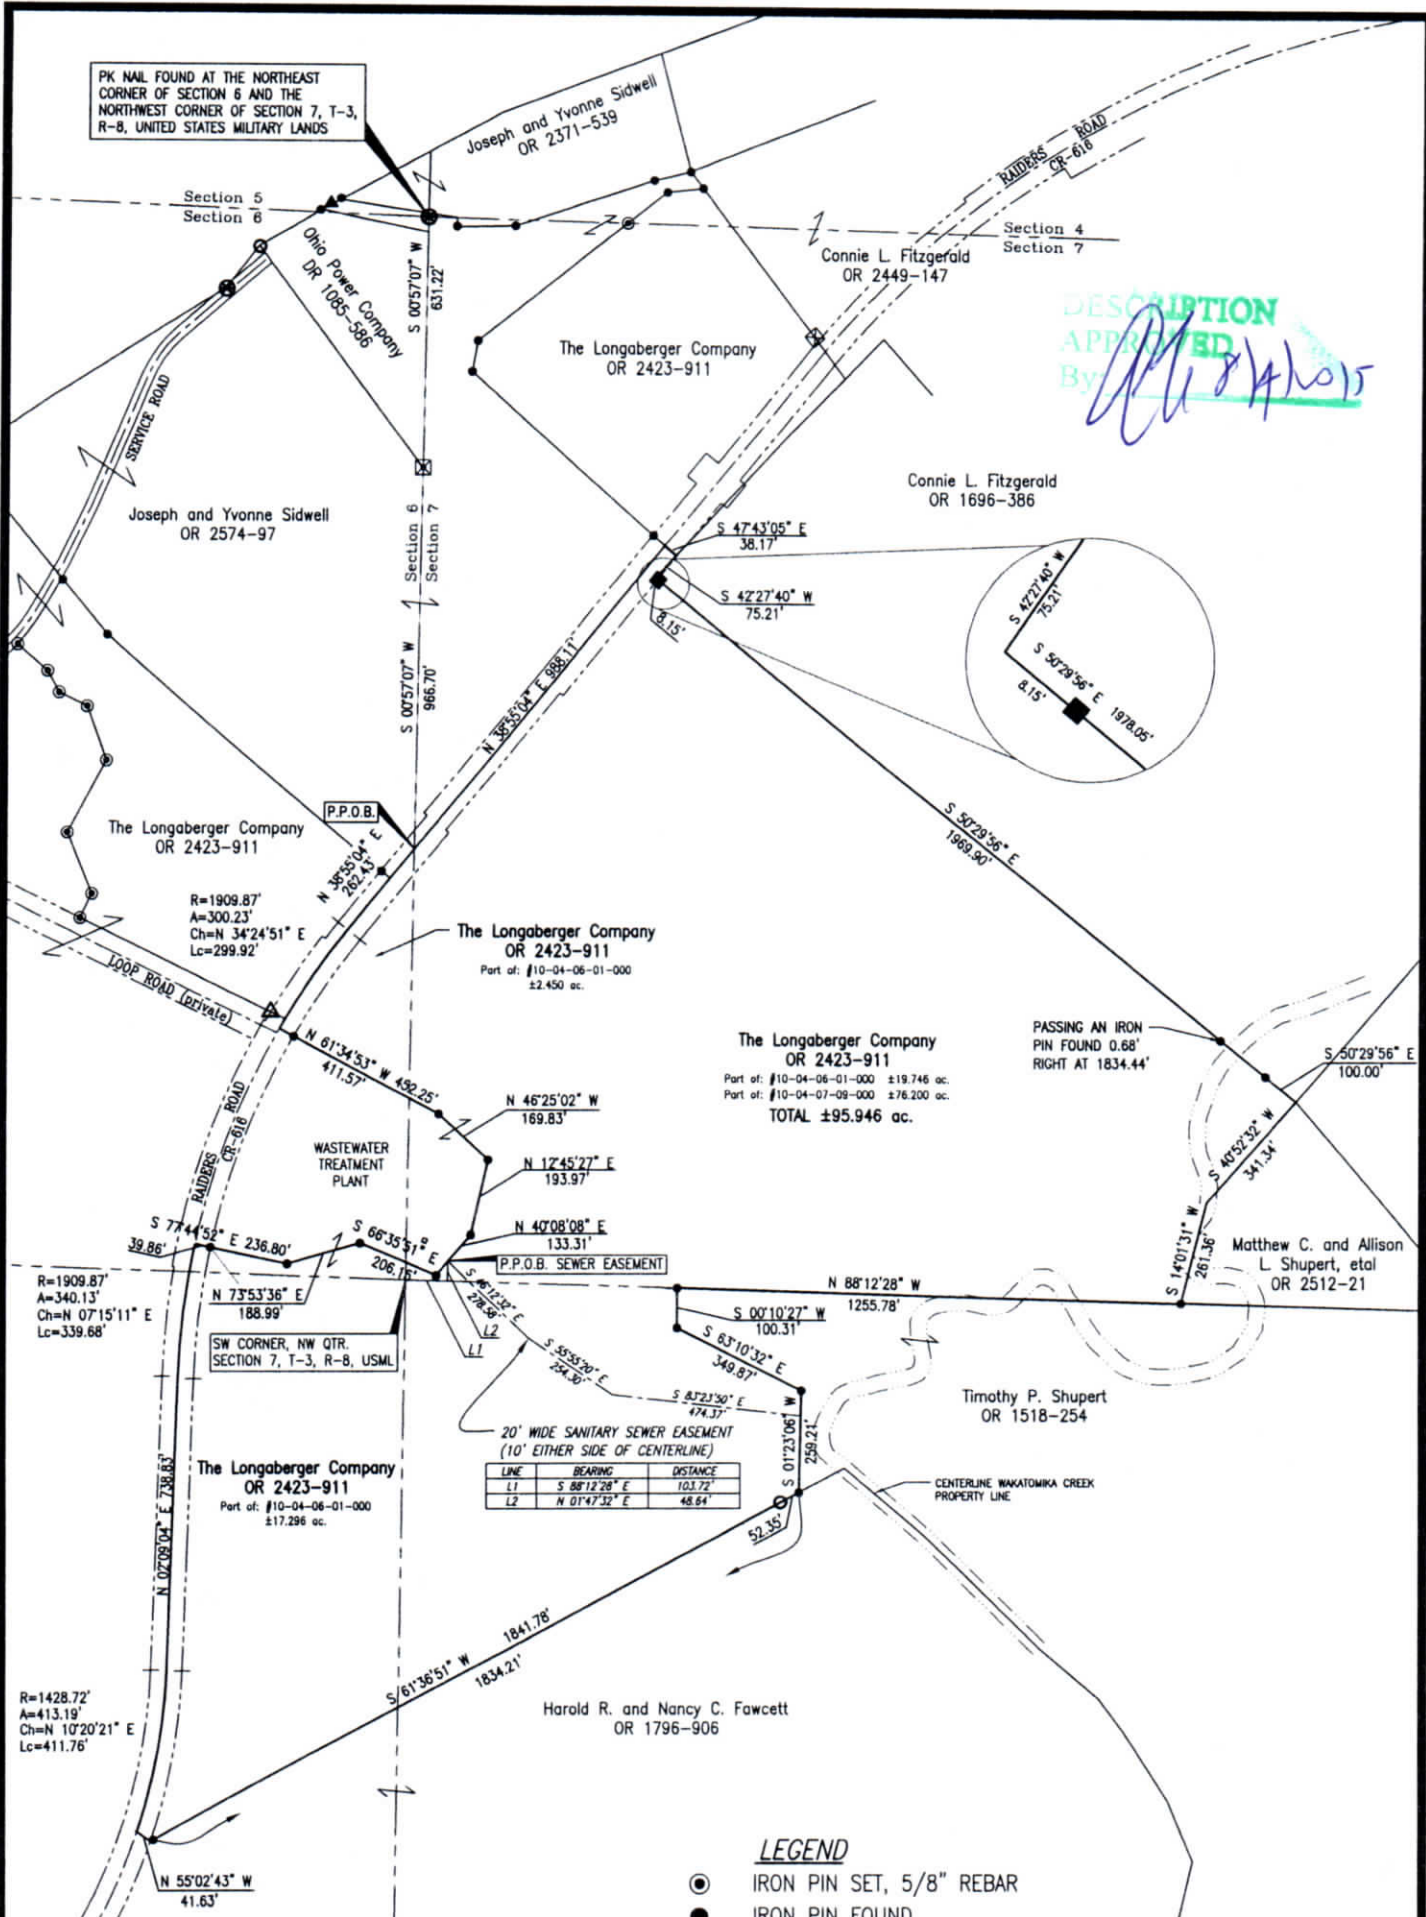 PK NAIL FOUND AT THE NORTHEAST
CORNER OF SECTION 6 AND THE
NORTHWEST CORNER OF SECTION 7, T-3,
R-8, UNITED STATES MILITARY LANDS
Joseph and Yvonne Sidwell
OR 2371-539
RAIDERS ROAD
CR-616
Section 5
Section 6
Section 4
Section 7
Ohio Power Company
DR 1085-586
S 00°57'07" W
631.22'
Connie L. Fitzgerald
OR 2449-147
DESCRIPTION
APPROVED
By:
8/4/2015
The Longaberger Company
OR 2423-911
SERVICE ROAD
Connie L. Fitzgerald
OR 1696-386
Joseph and Yvonne Sidwell
OR 2574-97
Section 6
Section 7
S 47°43'05" E
38.17'
S 42°27'40" W
75.21'
8.15'
S 42°27'40" W
75.21'
S 50°29'56" E
8.15'
1978.05'
S 00°57'07" W
966.70'
N 38°55'04" E 988.11'
P.P.O.B.
The Longaberger Company
OR 2423-911
N 38°55'04" E
262.43'
S 50°29'56" E
1969.90'
R=1909.87'
A=300.23'
Ch=N 34°24'51" E
Lc=299.92'
The Longaberger Company
OR 2423-911
Part of: #10-04-06-01-000
±2.450 ac.
LOOP ROAD (private)
N 61°34'53" W 452.25'
411.57'
The Longaberger Company
OR 2423-911
Part of: #10-04-06-01-000 ±19.746 ac.
Part of: #10-04-07-09-000 ±76.200 ac.
TOTAL ±95.946 ac.
PASSING AN IRON
PIN FOUND 0.68'
RIGHT AT 1834.44'
S 50°29'56" E
100.00'
N 46°25'02" W
169.83'
RAIDERS ROAD
CR-616
WASTEWATER
TREATMENT
PLANT
N 12°45'27" E
193.97'
S 40°52'32" W
341.34'
S 77°44'52" E 236.80'
39.86'
S 66°35'51" E
206.15'
N 40°08'08" E
133.31'
P.P.O.B. SEWER EASEMENT
S 14°01'31" W
261.36'
Matthew C. and Allison
L. Shupert, etal
OR 2512-21
R=1909.87'
A=340.13'
Ch=N 07°15'11" E
Lc=339.68'
N 73°53'36" E
188.99'
S 46°12'32" E
278.58'
N 88°12'28" W
1255.78'
S 00°10'27" W
100.31'
SW CORNER, NW QTR.
SECTION 7, T-3, R-8, USML
L2
L1
S 63°10'32" E
349.87'
S 55°55'20" E
254.30'
S 83°23'50" E
474.37'
Timothy P. Shupert
OR 1518-254
20' WIDE SANITARY SEWER EASEMENT
(10' EITHER SIDE OF CENTERLINE)
LINE BEARING DISTANCE
L1 S 88°12'28" E 103.72'
L2 N 01°47'32" E 48.64'
S 01°23'06" W
259.21'
The Longaberger Company
OR 2423-911
Part of: #10-04-06-01-000
±17.296 ac.
N 02°09'04" E 738.83'
CENTERLINE WAKATOMIKA CREEK
PROPERTY LINE
52.35'
S 61°36'51" W 1841.78'
1834.21'
R=1428.72'
A=413.19'
Ch=N 10°20'21" E
Lc=411.76'
Harold R. and Nancy C. Fawcett
OR 1796-906
N 55°02'43" W
41.63'
LEGEND
IRON PIN SET, 5/8" REBAR
IRON PIN FOUND